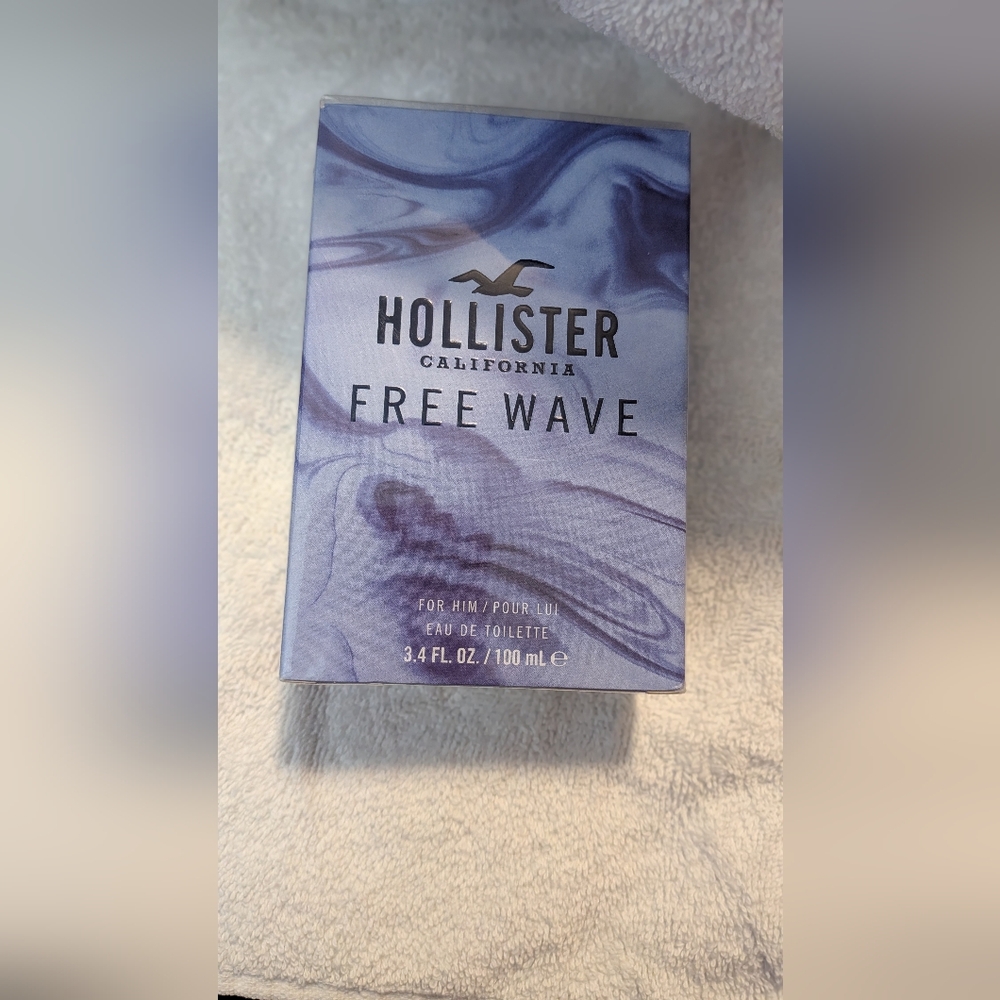 HOLLISTER
CALIFORNIA
FREE WAVE
FOR HIM / POUR LUI
EAU DE TOILETTE
3.4 FL. OZ. / 100 mL ℮